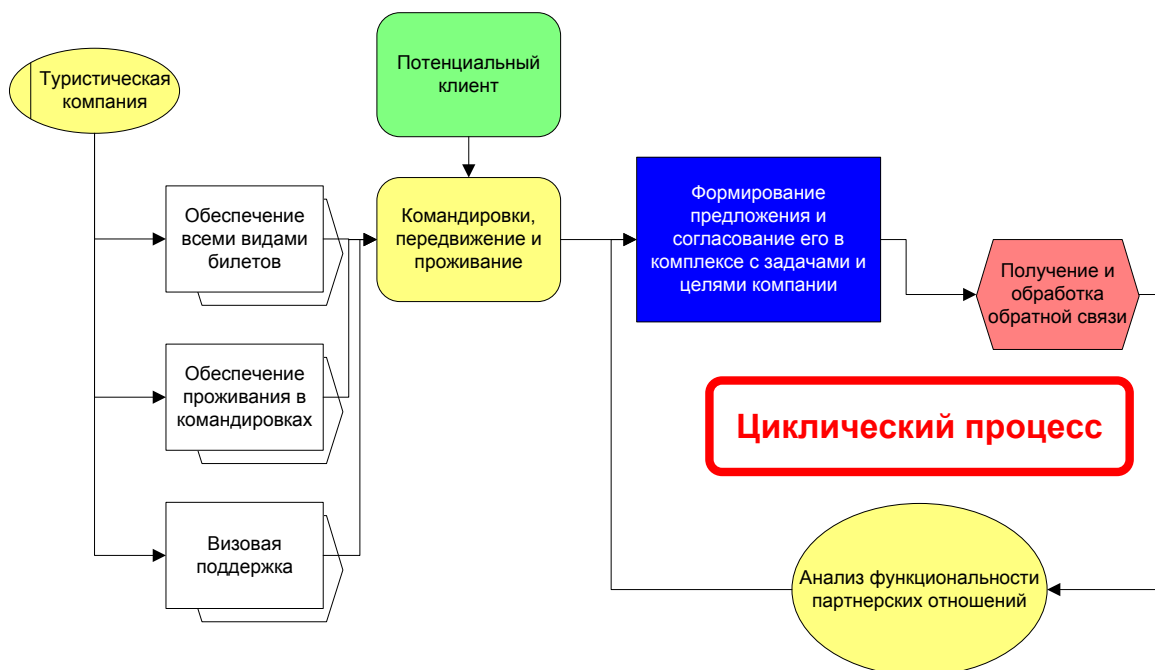 Туристическая
компания
Потенциальный
клиент
Обеспечение
всеми видами
билетов
Командировки,
передвижение и
проживание
Формирование
предложения и
согласование его в
комплексе с задачами и
целями компании
Получение и
обработка
обратной связи
Обеспечение
проживания в
командировках
Циклический процесс
Визовая
поддержка
Анализ функциональности
партнерских отношений